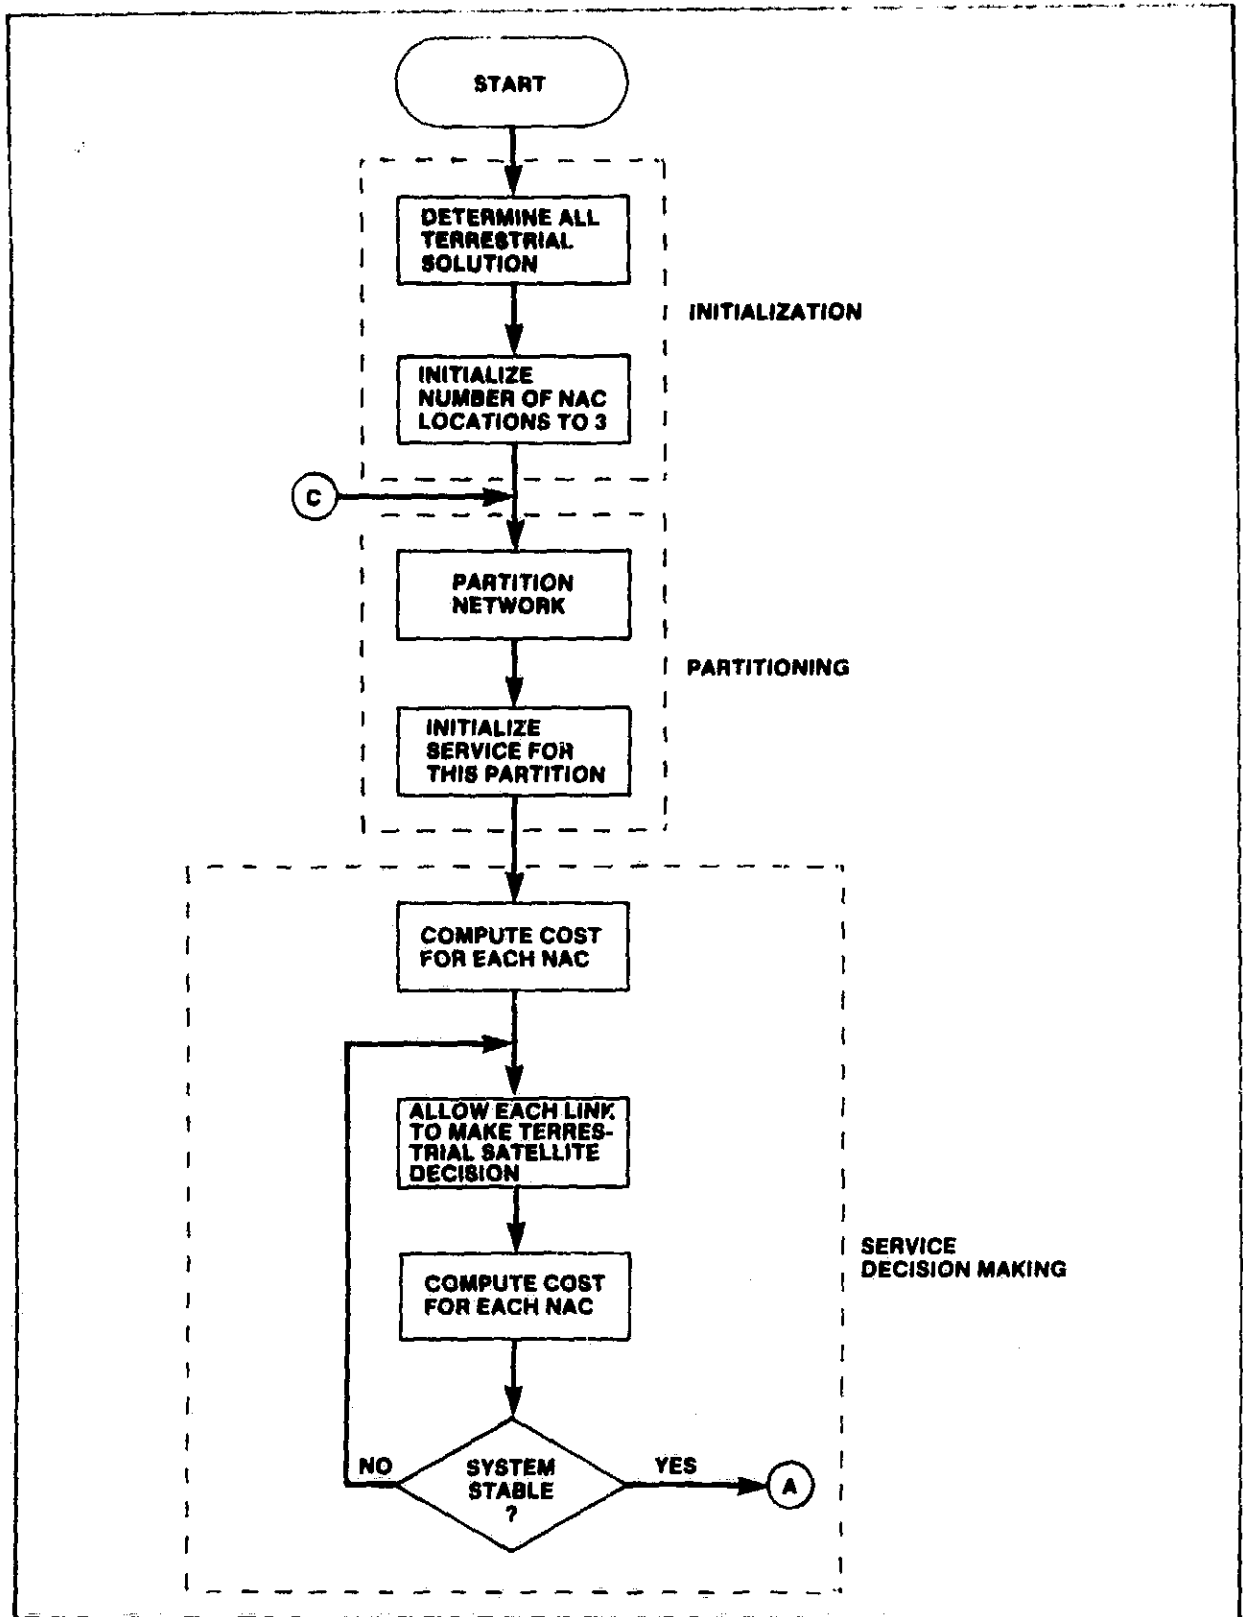 START
DETERMINE ALL
TERRESTRIAL
SOLUTION
INITIALIZATION
INITIALIZE
NUMBER OF NAC
LOCATIONS TO 3
C
PARTITION
NETWORK
PARTITIONING
INITIALIZE
SERVICE FOR
THIS PARTITION
COMPUTE COST
FOR EACH NAC
ALLOW EACH LINK
TO MAKE TERRES-
TRIAL SATELLITE
DECISION
SERVICE
DECISION MAKING
COMPUTE COST
FOR EACH NAC
NO
SYSTEM
STABLE
?
YES
A